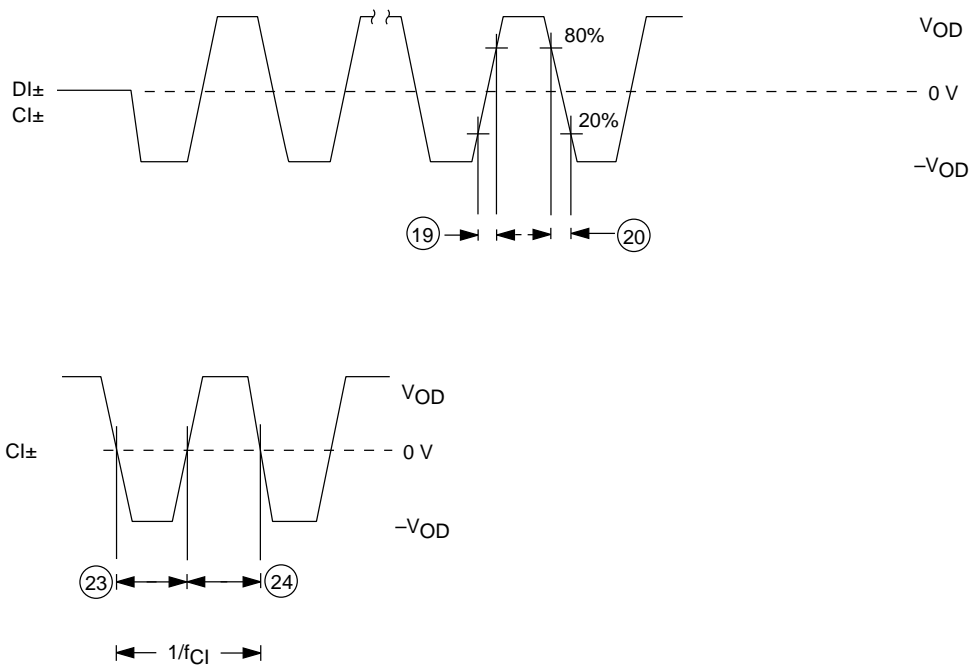 VOD
80%
DI±
CI±
0 V
20%
–VOD
19
20
VOD
CI±
0 V
–VOD
23
24
1/fCI